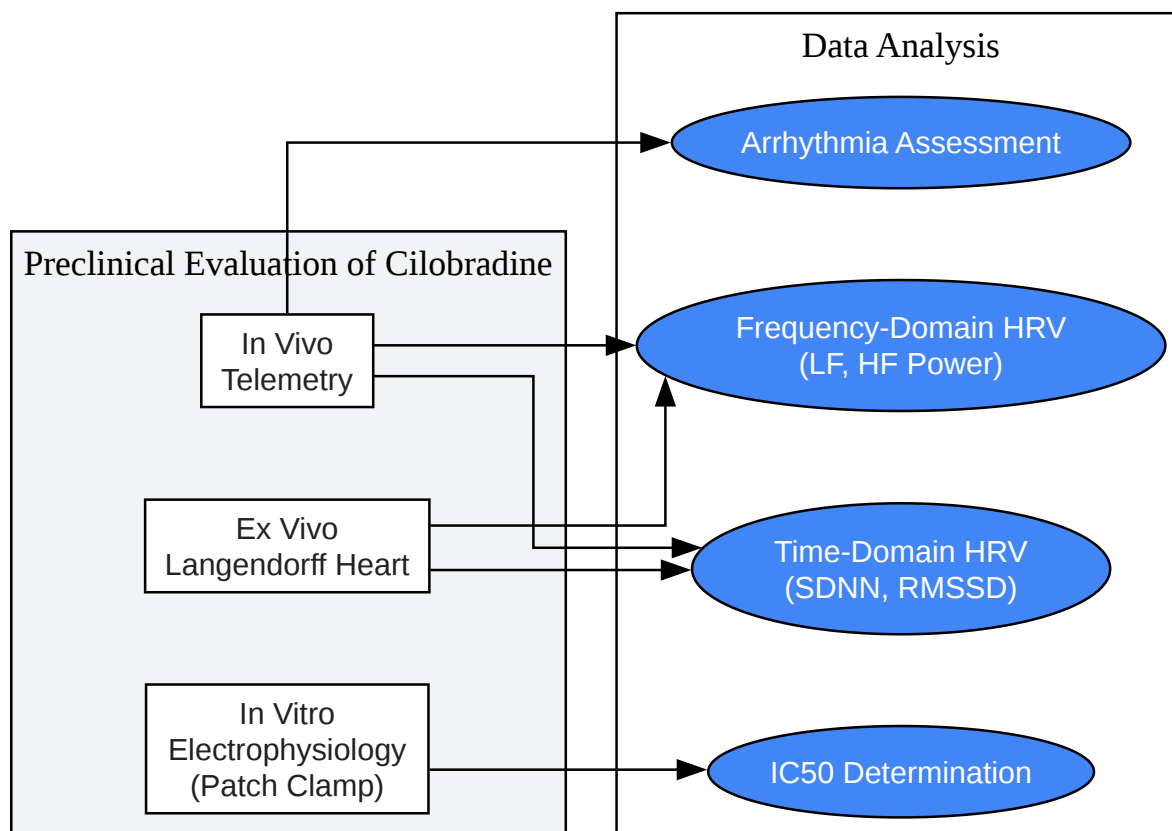 Data Analysis
Arrhythmia Assessment
Preclinical Evaluation of Cilobradine
In Vivo
Telemetry
Frequency-Domain HRV
(LF, HF Power)
Ex Vivo
Langendorff Heart
Time-Domain HRV
(SDNN, RMSSD)
In Vitro
Electrophysiology
(Patch Clamp)
IC50 Determination